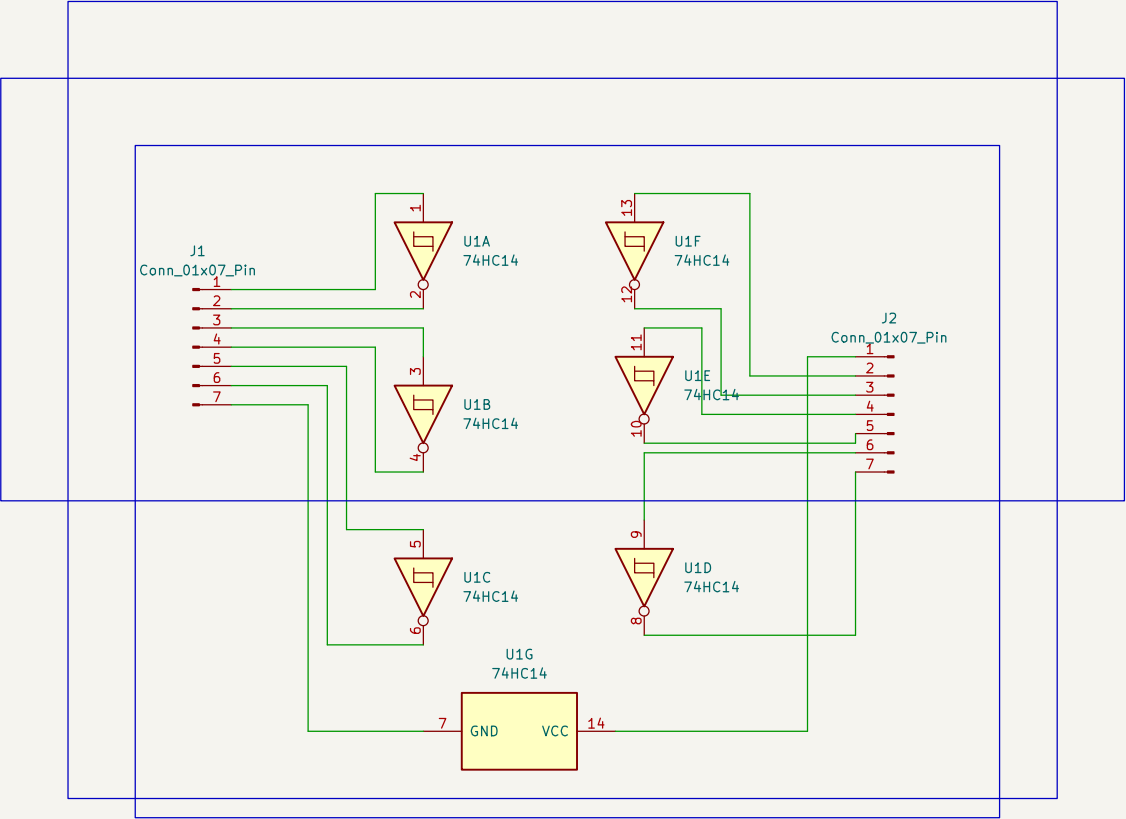 J1
Conn_01x07_Pin
1
2
3
4
5
6
7
1
U1A
74HC14
2
3
U1B
74HC14
4
5
U1C
74HC14
6
13
U1F
74HC14
12
11
U1E
74HC14
10
9
U1D
74HC14
8
J2
Conn_01x07_Pin
1
2
3
4
5
6
7
U1G
74HC14
7
GND
VCC
14